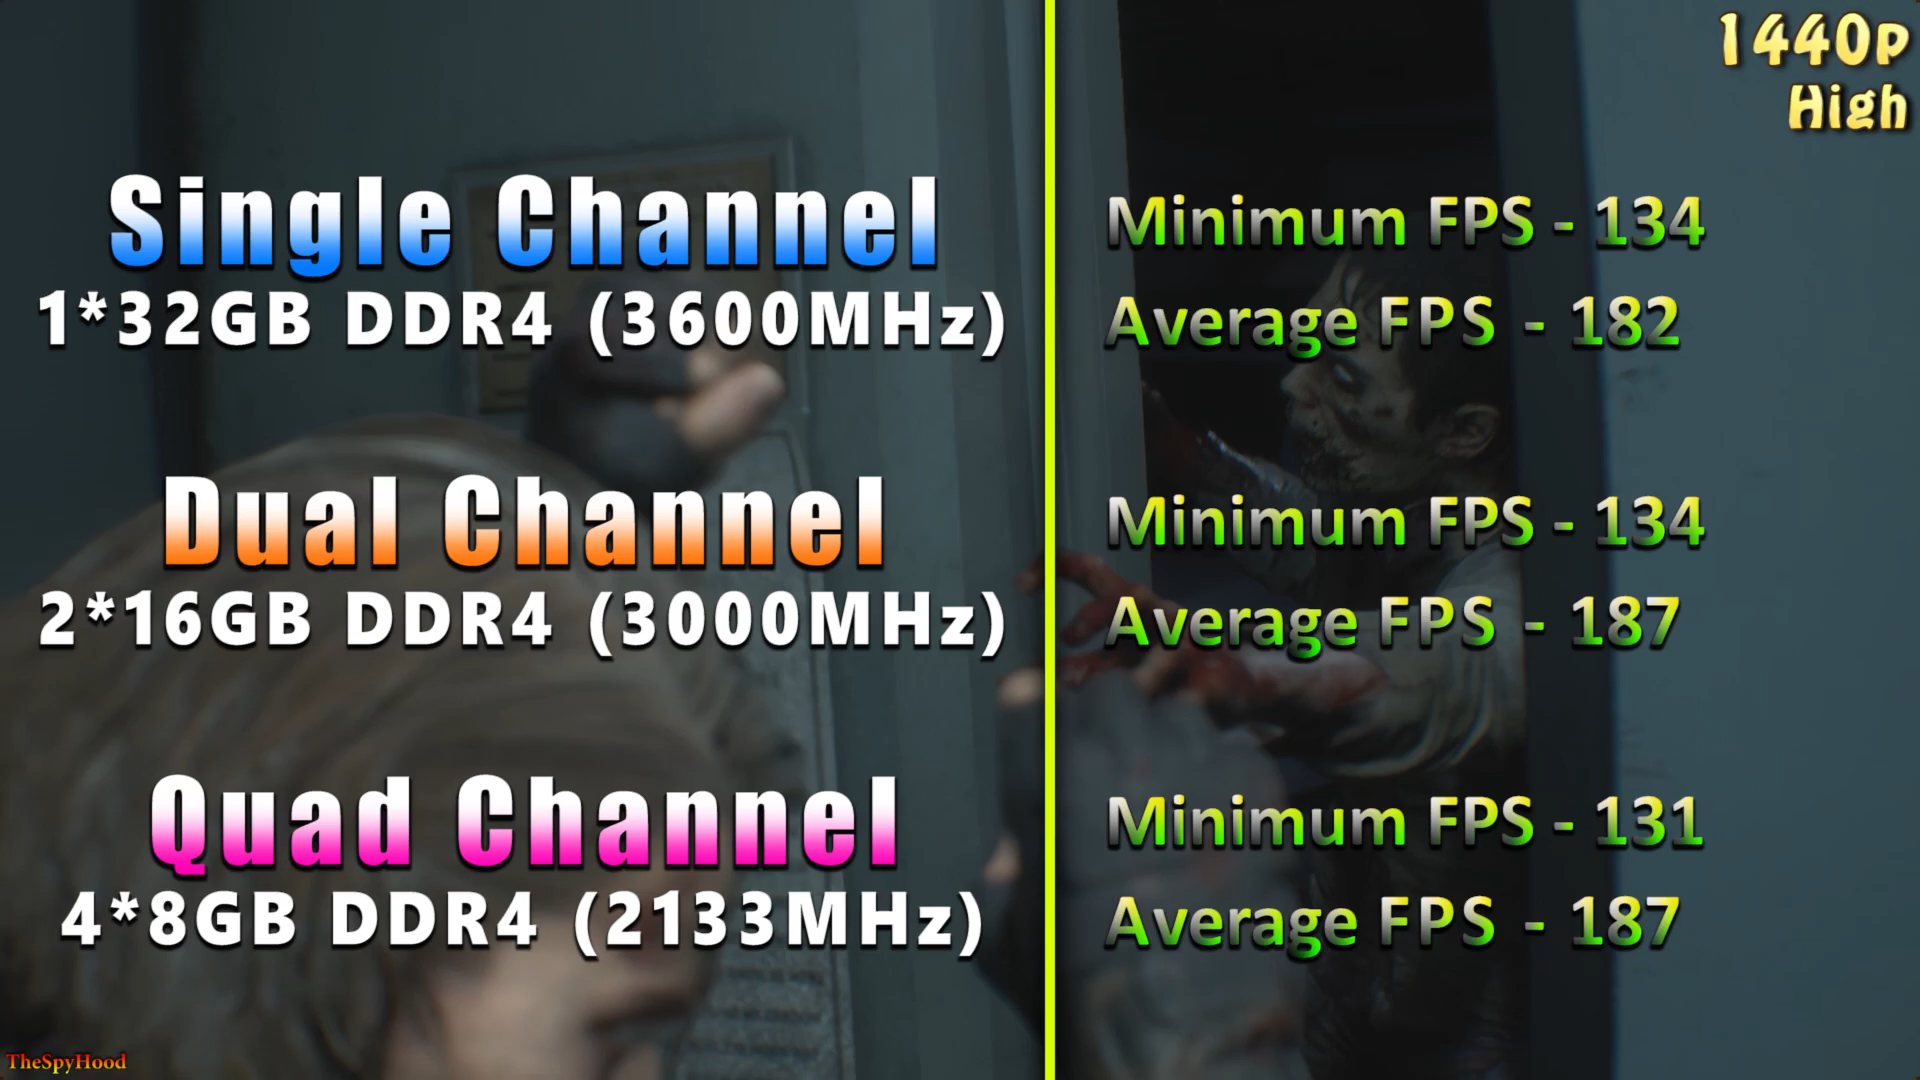 1440p
High
Single Channel
1*32GB DDR4 (3600MHz)
Minimum FPS - 134
Average FPS - 182
Dual Channel
2*16GB DDR4 (3000MHz)
Minimum FPS - 134
Average FPS - 187
Quad Channel
4*8GB DDR4 (2133MHz)
Minimum FPS - 131
Average FPS - 187
TheSpyHood